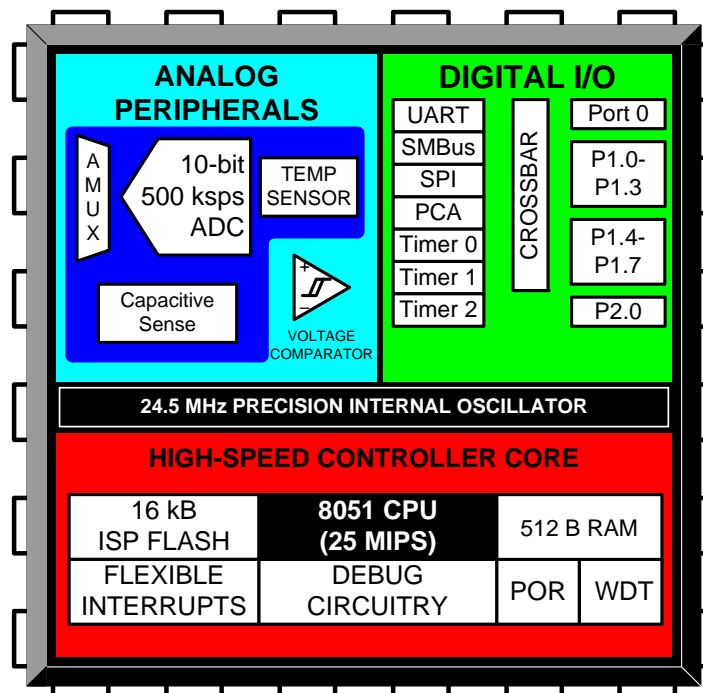 ANALOG
PERIPHERALS
A
M
U
X
10-bit
500 ksps
ADC
TEMP
SENSOR
Capacitive
Sense
+
−
VOLTAGE
COMPARATOR
DIGITAL I/O
UART
SMBus
SPI
PCA
Timer 0
Timer 1
Timer 2
CROSSBAR
Port 0
P1.0-
P1.3
P1.4-
P1.7
P2.0
24.5 MHz PRECISION INTERNAL OSCILLATOR
HIGH-SPEED CONTROLLER CORE
16 kB
ISP FLASH
8051 CPU
(25 MIPS)
512 B RAM
FLEXIBLE
INTERRUPTS
DEBUG
CIRCUITRY
POR
WDT